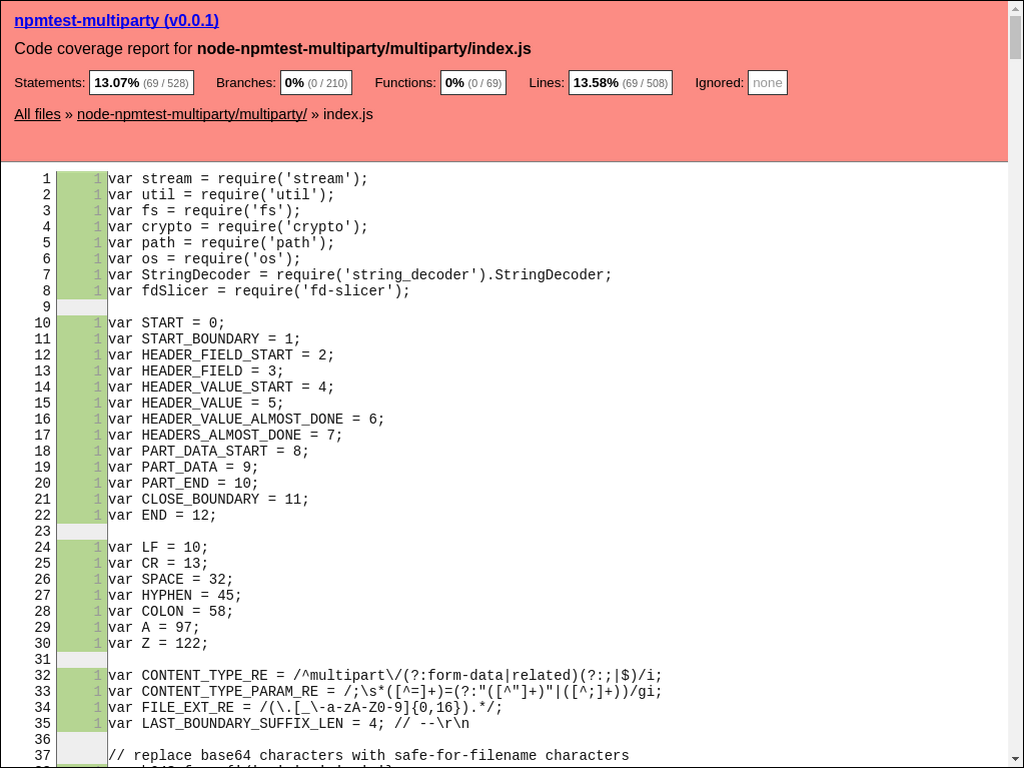 npmtest-multiparty (v0.0.1)
Code coverage report for node-npmtest-multiparty/multiparty/index.js
Statements: 13.07% (69 / 528) Branches: 0% (0 / 210) Functions: 0% (0 / 69) Lines: 13.58% (69 / 508) Ignored: none
All files » node-npmtest-multiparty/multiparty/ » index.js
1 1 var stream = require('stream');
2 1 var util = require('util');
3 1 var fs = require('fs');
4 1 var crypto = require('crypto');
5 1 var path = require('path');
6 1 var os = require('os');
7 1 var StringDecoder = require('string_decoder').StringDecoder;
8 1 var fdSlicer = require('fd-slicer');
9
10 1 var START = 0;
11 1 var START_BOUNDARY = 1;
12 1 var HEADER_FIELD_START = 2;
13 1 var HEADER_FIELD = 3;
14 1 var HEADER_VALUE_START = 4;
15 1 var HEADER_VALUE = 5;
16 1 var HEADER_VALUE_ALMOST_DONE = 6;
17 1 var HEADERS_ALMOST_DONE = 7;
18 1 var PART_DATA_START = 8;
19 1 var PART_DATA = 9;
20 1 var PART_END = 10;
21 1 var CLOSE_BOUNDARY = 11;
22 1 var END = 12;
23
24 1 var LF = 10;
25 1 var CR = 13;
26 1 var SPACE = 32;
27 1 var HYPHEN = 45;
28 1 var COLON = 58;
29 1 var A = 97;
30 1 var Z = 122;
31
32 1 var CONTENT_TYPE_RE = /^multipart\/(?:form-data|related)(?:;|$)/i;
33 1 var CONTENT_TYPE_PARAM_RE = /;\s*([^=]+)=(?:"([^"]+)"|([^;]+))/gi;
34 1 var FILE_EXT_RE = /(\.[_\-a-zA-Z0-9]{0,16}).*/;
35 1 var LAST_BOUNDARY_SUFFIX_LEN = 4; // --\r\n
36
37 // replace base64 characters with safe-for-filename characters